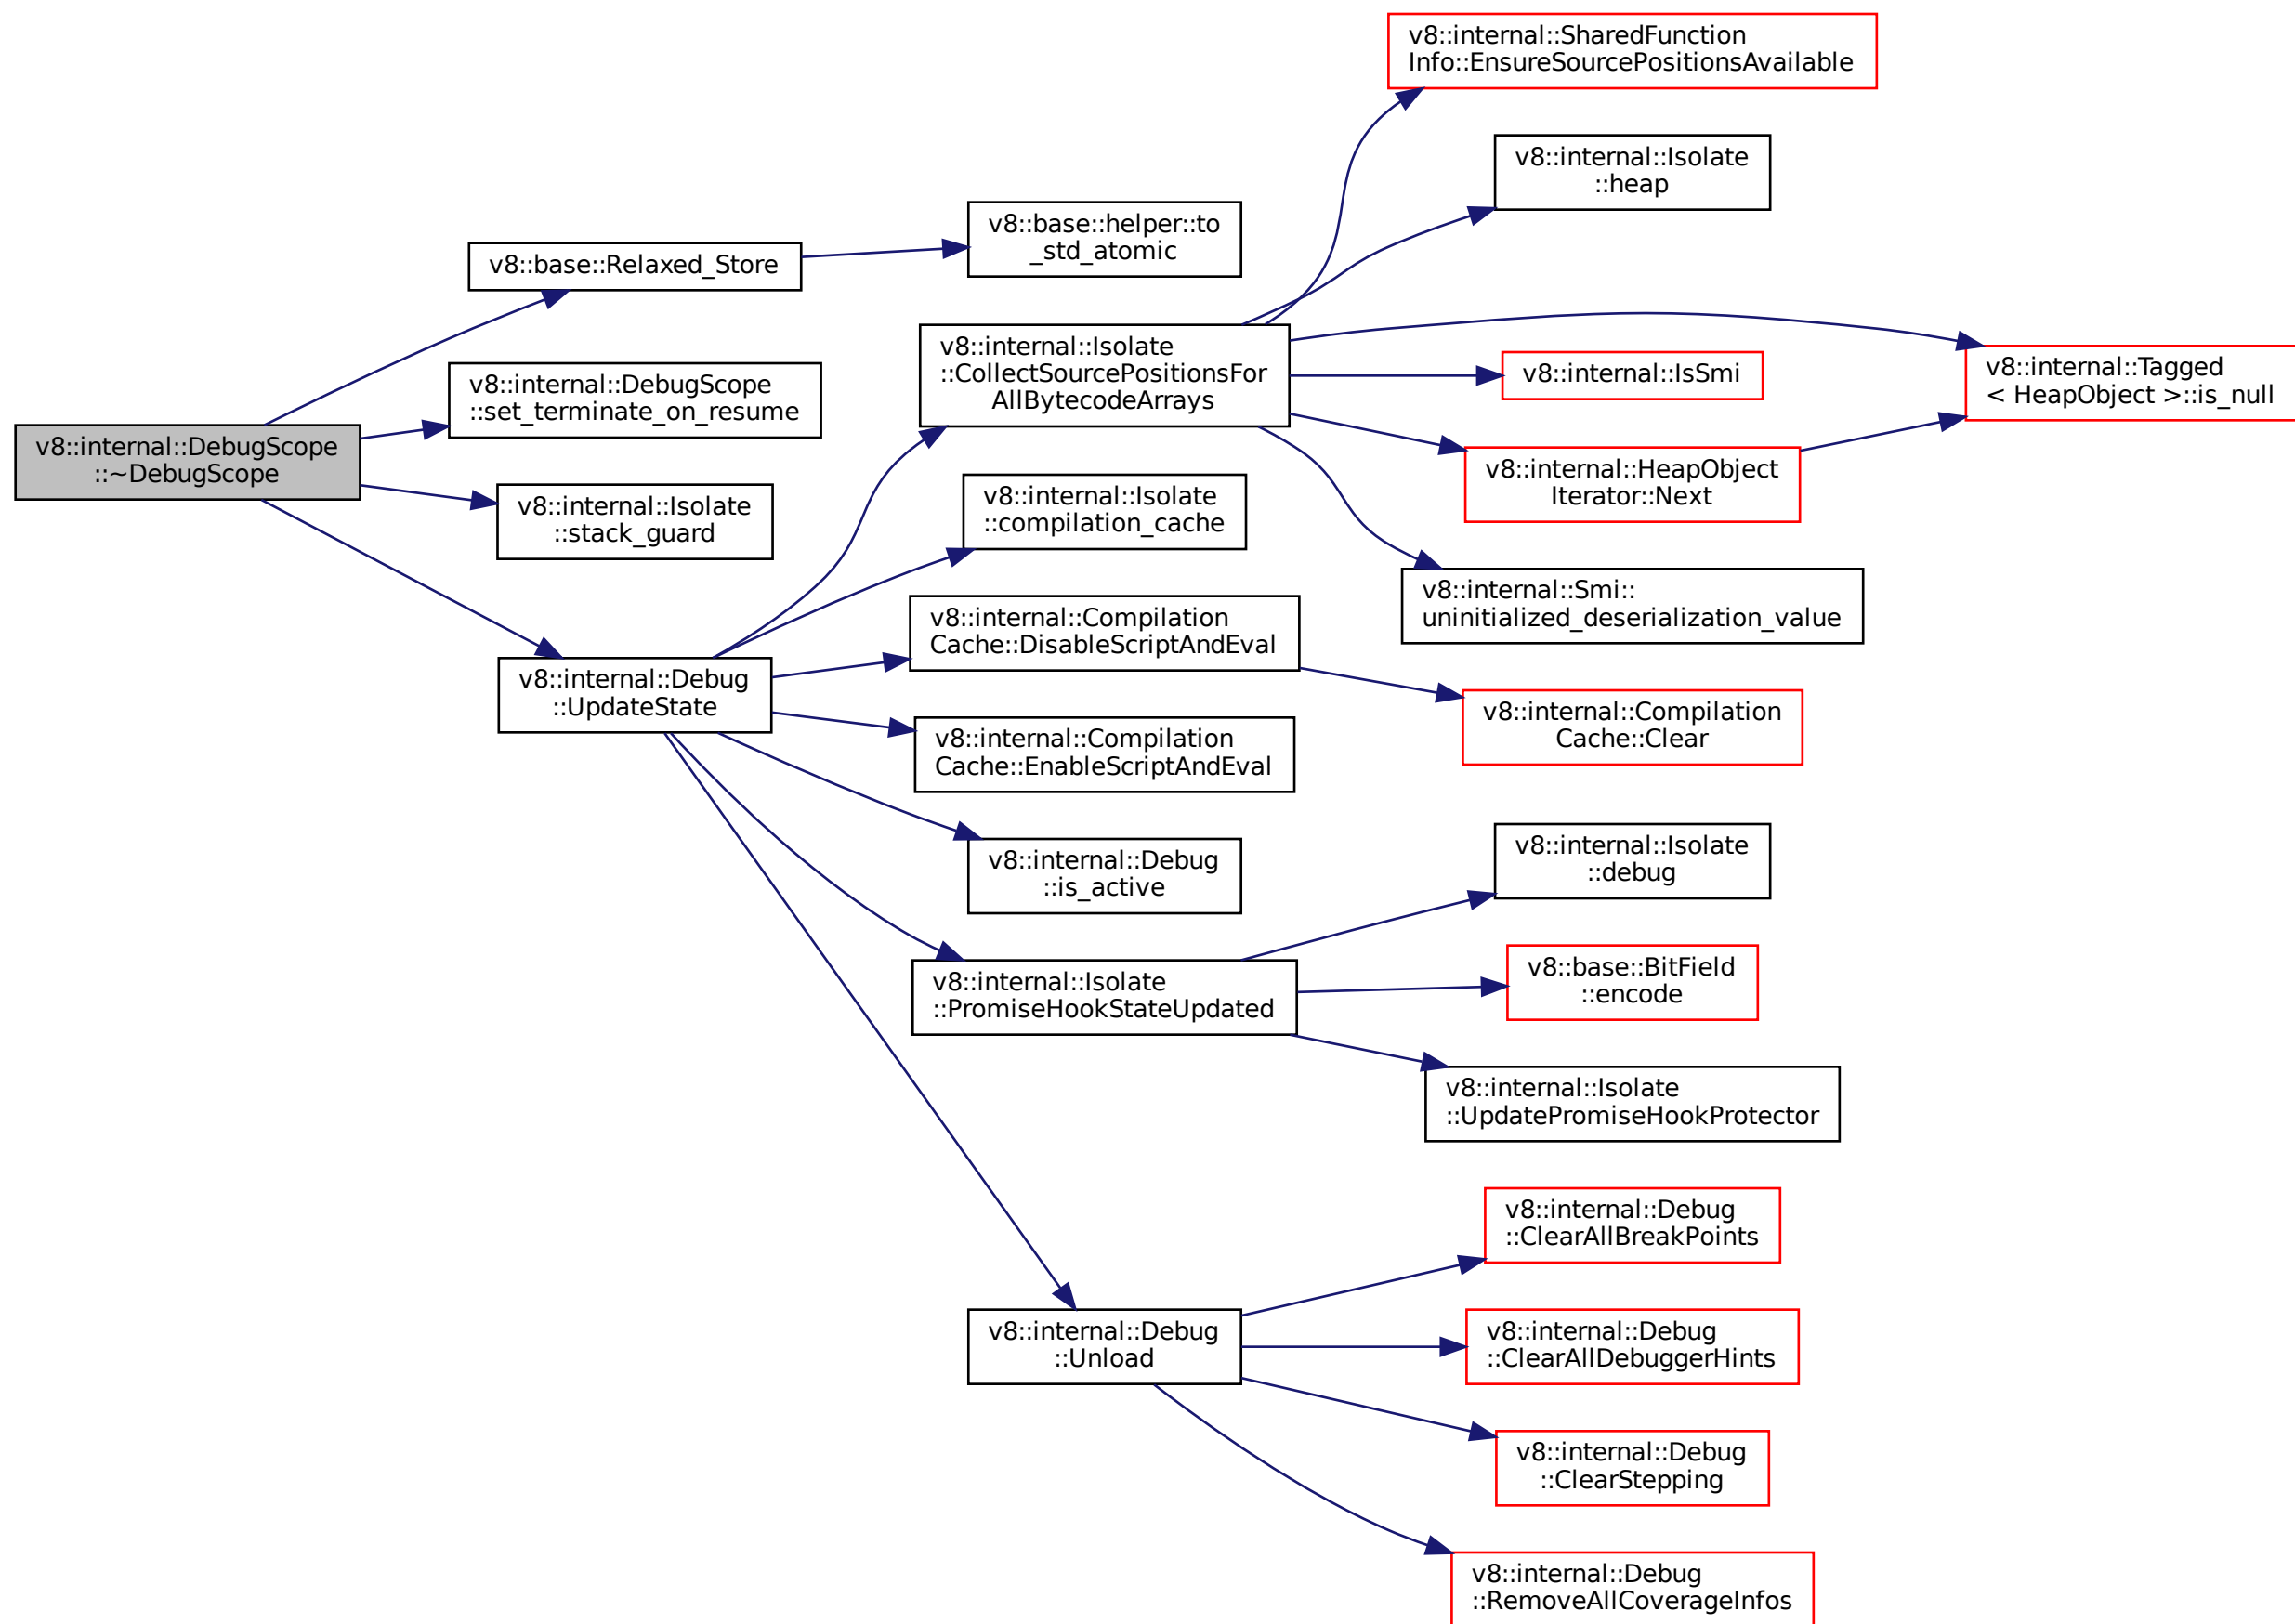 v8::internal::DebugScope
::~DebugScope
v8::base::Relaxed_Store
v8::base::helper::to
_std_atomic
v8::internal::DebugScope
::set_terminate_on_resume
v8::internal::Isolate
::stack_guard
v8::internal::Debug
::UpdateState
v8::internal::Isolate
::CollectSourcePositionsFor
AllBytecodeArrays
v8::internal::SharedFunction
Info::EnsureSourcePositionsAvailable
v8::internal::Isolate
::heap
v8::internal::Tagged
< HeapObject >::is_null
v8::internal::IsSmi
v8::internal::HeapObject
Iterator::Next
v8::internal::Smi::
uninitialized_deserialization_value
v8::internal::Isolate
::compilation_cache
v8::internal::Compilation
Cache::DisableScriptAndEval
v8::internal::Compilation
Cache::Clear
v8::internal::Compilation
Cache::EnableScriptAndEval
v8::internal::Debug
::is_active
v8::internal::Isolate
::PromiseHookStateUpdated
v8::internal::Isolate
::debug
v8::base::BitField
::encode
v8::internal::Isolate
::UpdatePromiseHookProtector
v8::internal::Debug
::Unload
v8::internal::Debug
::ClearAllBreakPoints
v8::internal::Debug
::ClearAllDebuggerHints
v8::internal::Debug
::ClearStepping
v8::internal::Debug
::RemoveAllCoverageInfos